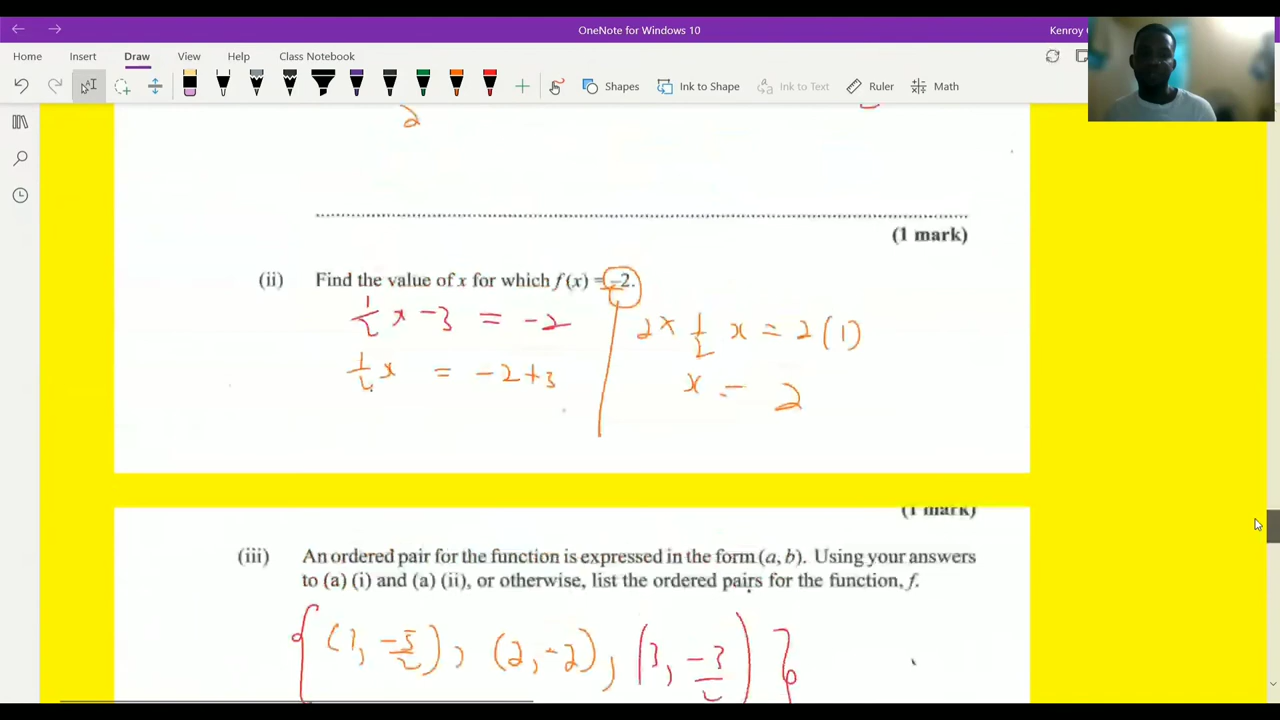 OneNote for Windows 10
Kenroy
Home Insert Draw View Help Class Notebook
Shapes Ink to Shape Ink to Text Ruler Math
2
(1 mark)
(ii) Find the value of x for which f(x) = –2.
1/2 x - 3 = -2
1/2 x = -2 + 3
2 × 1/2 x = 2(1)
x = 2
(1 mark)
(iii) An ordered pair for the function is expressed in the form (a, b). Using your answers
to (a) (i) and (a) (ii), or otherwise, list the ordered pairs for the function, f.
{ (1, -5/2), (2, -2), (3, -3/2) }